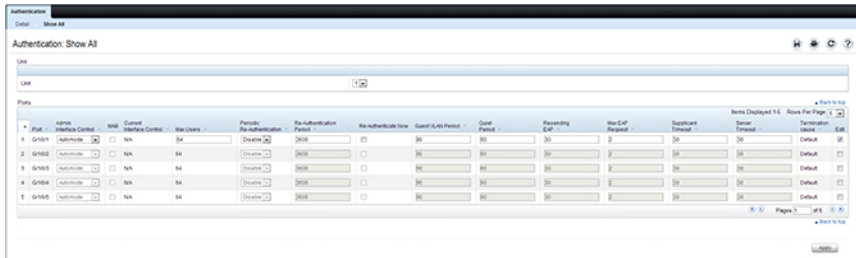 Authentication
Detail Show All
Authentication: Show All
Unit
Unit 1
Ports
Back to top
Items Displayed 1-5 Rows Per Page 5
Port Admin Interface Control MAB Current Interface Control Max Users Periodic Re-Authentication Re-Authentication Period Re-Authenticate Now Guest VLAN Period Quiet Period Resending EAP Max EAP Request Supplicant Timeout Server Timeout Termination cause Edit
1 Gi1/0/1 Automode N/A 64 Disable 3600 90 60 30 2 30 30 Default
2 Gi1/0/2 Automode N/A 64 Disable 3600 90 60 30 2 30 30 Default
3 Gi1/0/3 Automode N/A 64 Disable 3600 90 60 30 2 30 30 Default
4 Gi1/0/4 Automode N/A 64 Disable 3600 90 60 30 2 30 30 Default
5 Gi1/0/5 Automode N/A 64 Disable 3600 90 60 30 2 30 30 Default
Pages 1 of 6
Back to top
Apply